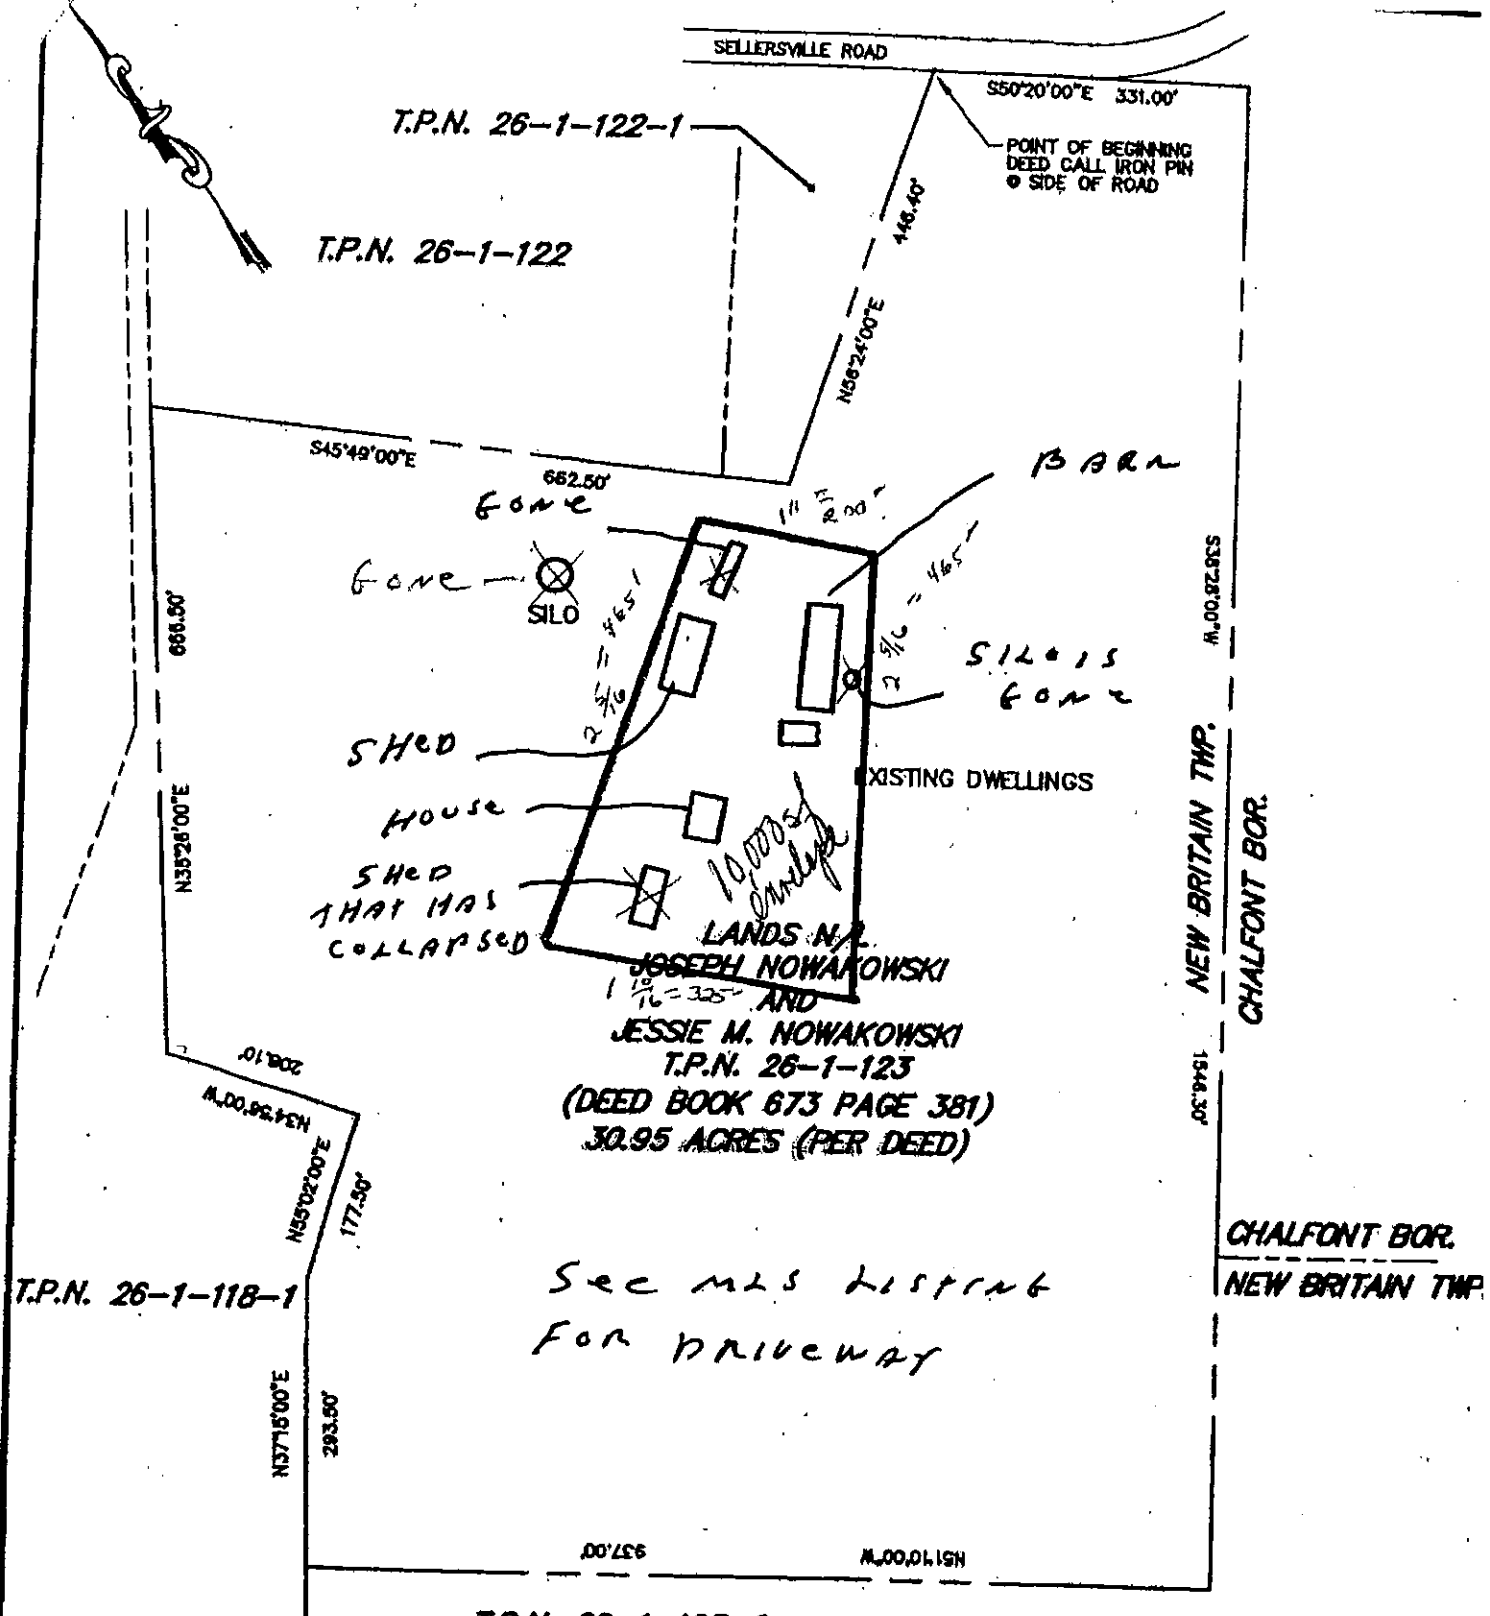 SELLERSVILLE ROAD
S50°20'00"E 331.00'
T.P.N. 26-1-122-1
POINT OF BEGINNING
DEED CALL IRON PIN
@ SIDE OF ROAD
446.40'
N56°24'00"E
T.P.N. 26-1-122
S45°49'00"E
662.50'
BARN
GONE
1" = 200'
GONE
SILO
2 5/16 = 465'
2 5/16 = 465'
S38°28'00"W
666.50'
SILO IS
GONE
SHED
EXISTING DWELLINGS
NEW BRITAIN TWP.
CHALFONT BOR.
N35°26'00"E
HOUSE
10,000 sf
envelope
SHED
THAT HAS
COLLAPSED
LANDS N/L
JOSEPH NOWAKOWSKI
1 10/16 = 325'
AND
JESSIE M. NOWAKOWSKI
T.P.N. 26-1-123
(DEED BOOK 673 PAGE 381)
30.95 ACRES (PER DEED)
1546.30'
208.10'
N34°56'00"W
N55°02'00"E
177.50'
CHALFONT BOR.
NEW BRITAIN TWP.
T.P.N. 26-1-118-1
See MLS LISTING
FOR DRIVEWAY
N37°15'00"E
293.50'
937.00'
N51°10'00"W